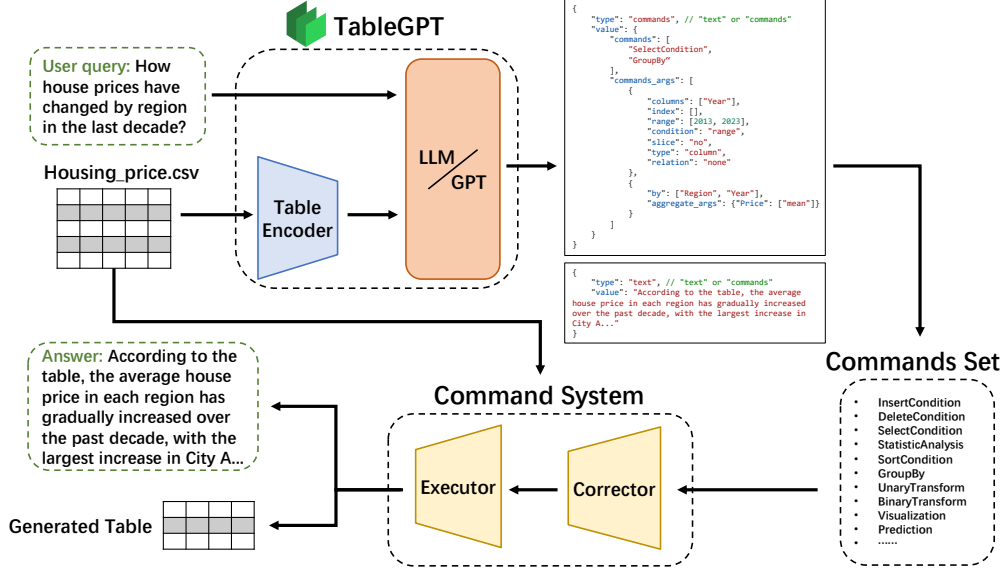 TableGPT
User query: How
house prices have
changed by region
in the last decade?
Housing_price.csv
Table
Encoder
LLM
GPT
{
    "type": "commands", // "text" or "commands"
    "value": {
        "commands": [
            "SelectCondition",
            "GroupBy"
        ],
        "commands_args": [
            {
                "columns": ["Year"],
                "index": [],
                "range": [2013, 2023],
                "condition": "range",
                "slice": "no",
                "type": "column",
                "relation": "none"
            },
            {
                "by": ["Region", "Year"],
                "aggregate_args": {"Price": ["mean"]}
            }
        ]
    }
}
{
    "type": "text", // "text" or "commands"
    "value": "According to the table, the average
house price in each region has gradually increased
over the past decade, with the largest increase in
City A..."
}
Commands Set
• InsertCondition
• DeleteCondition
• SelectCondition
• StatisticAnalysis
• SortCondition
• GroupBy
• UnaryTransform
• BinaryTransform
• Visualization
• Prediction
• ......
Command System
Executor
Corrector
Answer: According to the
table, the average house
price in each region has
gradually increased over
the past decade, with the
largest increase in City A...
Generated Table